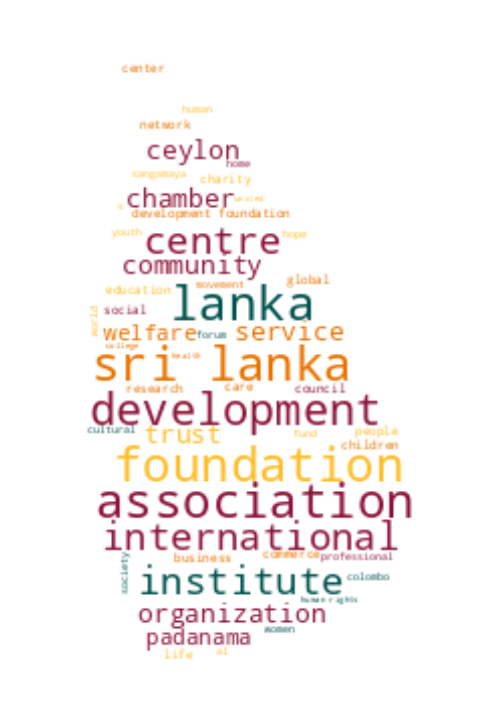 center
human
network
ceylon
home
sangamaya charity
chamber united
a
development foundation
youth centre hope
community
movement global
education
social lanka
world
welfare forum service
college
sri lanka health
research care council
development
cultural trust fund people
children
foundation
association
international
business commerce professional
society
institute colombo
human rights
organization
women
padanama
life al